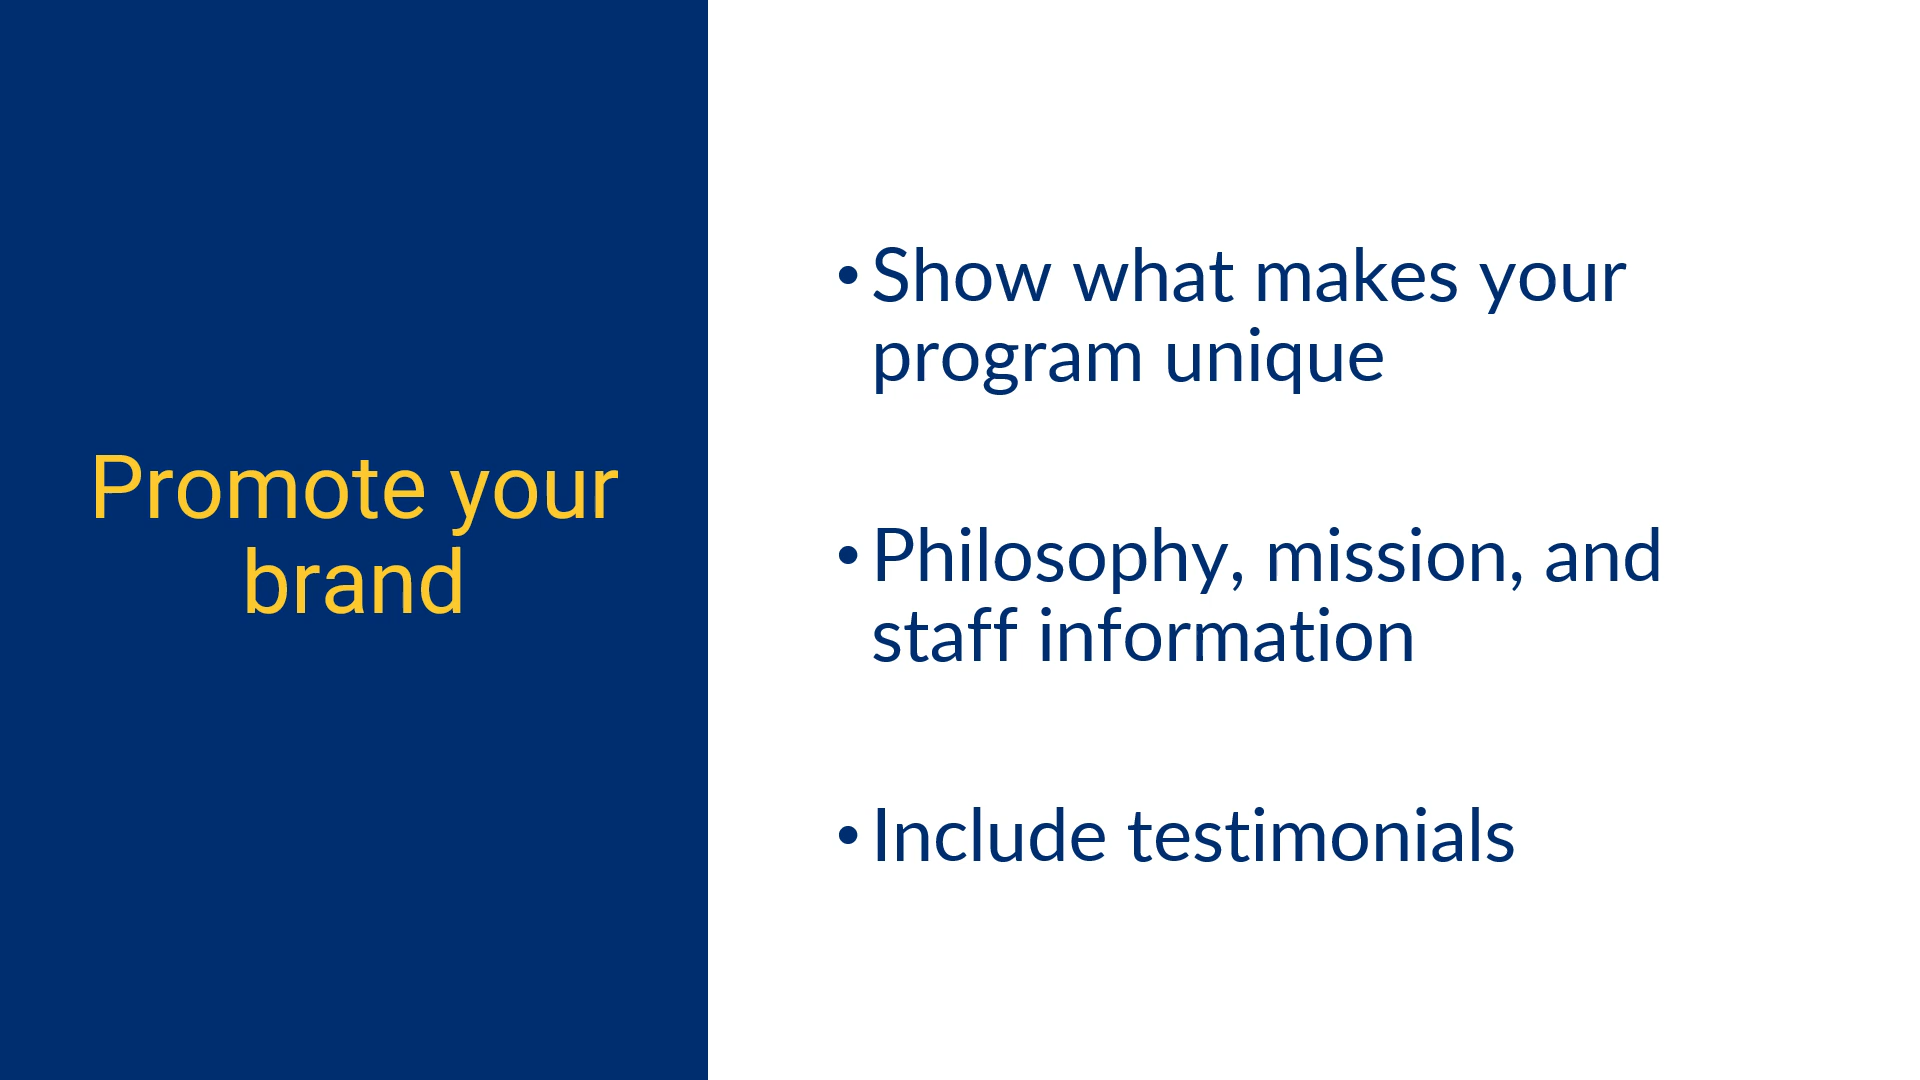 Promote your
brand
• Show what makes your
program unique
• Philosophy, mission, and
staff information
• Include testimonials